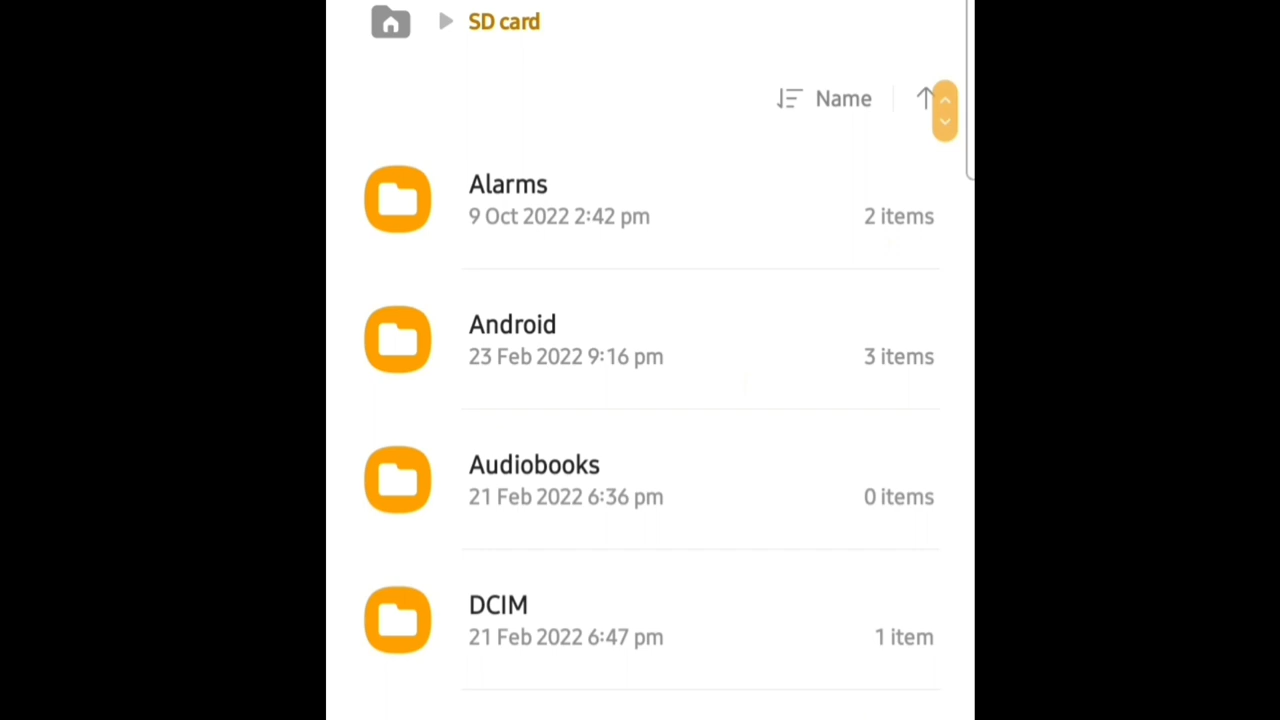 SD card
Name
Alarms
9 Oct 2022 2:42 pm
2 items
Android
23 Feb 2022 9:16 pm
3 items
Audiobooks
21 Feb 2022 6:36 pm
0 items
DCIM
21 Feb 2022 6:47 pm
1 item